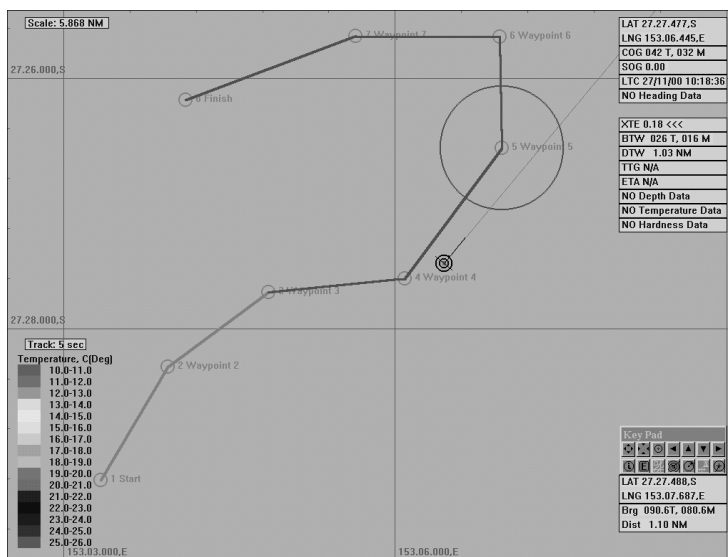 Scale: 5.868 NM
7 Waypoint 7
6 Waypoint 6
27.26.000,S
8 Finish
5 Waypoint 5
4 Waypoint 4
3 Waypoint 3
27.28.000,S
2 Waypoint 2
1 Start
Track: 5 sec
Temperature, C(Deg)
10.0-11.0
11.0-12.0
12.0-13.0
13.0-14.0
14.0-15.0
15.0-16.0
16.0-17.0
17.0-18.0
18.0-19.0
19.0-20.0
20.0-21.0
21.0-22.0
22.0-23.0
23.0-24.0
24.0-25.0
25.0-26.0
153.03.000,E
153.06.000,E
LAT 27.27.477,S
LNG 153.06.445,E
COG 042 T, 032 M
SOG 0.00
LTC 27/11/00 10:18:36
NO Heading Data
XTE 0.18 <<<
BTW 026 T, 016 M
DTW 1.03 NM
TTG N/A
ETA N/A
NO Depth Data
NO Temperature Data
NO Hardness Data
Key Pad
LAT 27.27.488,S
LNG 153.07.687,E
Brg 090.6T, 080.6M
Dist 1.10 NM